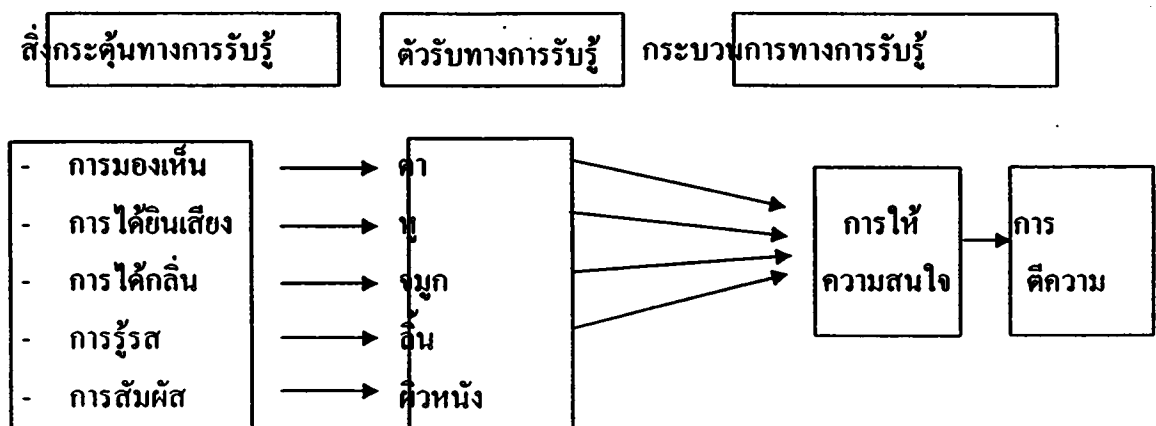 สิ่งกระตุ้นทางการรับรู้ ตัวรับทางการรับรู้ กระบวนการทางการรับรู้
- การมองเห็น ตา
- การได้ยินเสียง หู การให้ การ
- การได้กลิ่น จมูก ความสนใจ ตีความ
- การรู้รส ลิ้น
- การสัมผัส ผิวหนัง